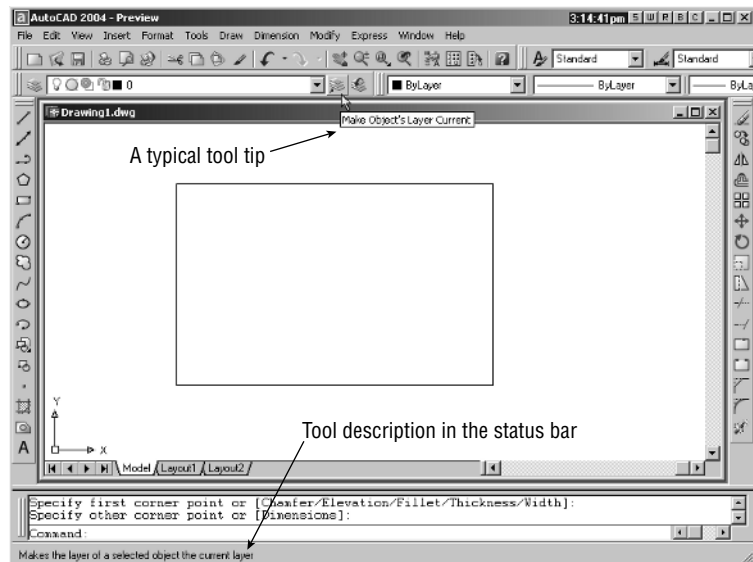 AutoCAD 2004 - Preview 3:14:41pm S W R B C
File Edit View Insert Format Tools Draw Dimension Modify Express Window Help
Standard Standard
0 ByLayer ByLayer ByLa
Drawing1.dwg
Make Object's Layer Current
A typical tool tip
Tool description in the status bar
Y
X
Model Layout1 Layout2
Specify first corner point or [Chamfer/Elevation/Fillet/Thickness/Width]:
Specify other corner point or [Dimensions]:
Command:
Makes the layer of a selected object the current layer